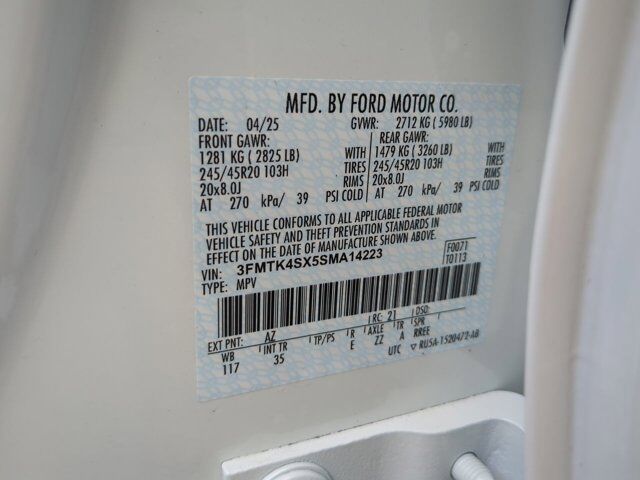 MFD. BY FORD MOTOR CO.
DATE: 04/25 GVWR: 2712 KG ( 5980 LB)
FRONT GAWR: REAR GAWR:
1281 KG ( 2825 LB) WITH 1479 KG ( 3260 LB) WITH
245/45R20 103H TIRES 245/45R20 103H TIRES
20x8.0J RIMS 20x8.0J RIMS
AT 270 kPa/ 39 PSI COLD AT 270 kPa/ 39 PSI COLD
THIS VEHICLE CONFORMS TO ALL APPLICABLE FEDERAL MOTOR
VEHICLE SAFETY AND THEFT PREVENTION STANDARDS IN
EFFECT ON THE DATE OF MANUFACTURE SHOWN ABOVE.
VIN: 3FMTK4SX5SMA14223 F0071
TYPE: MPV T0113
EXT PNT: AZ RC: 21 DSO:
WB INT TR TP/PS R AXLE TR SPR
117 35 E ZZ A RREE
UTC ▽ RU5A-1520472-AB